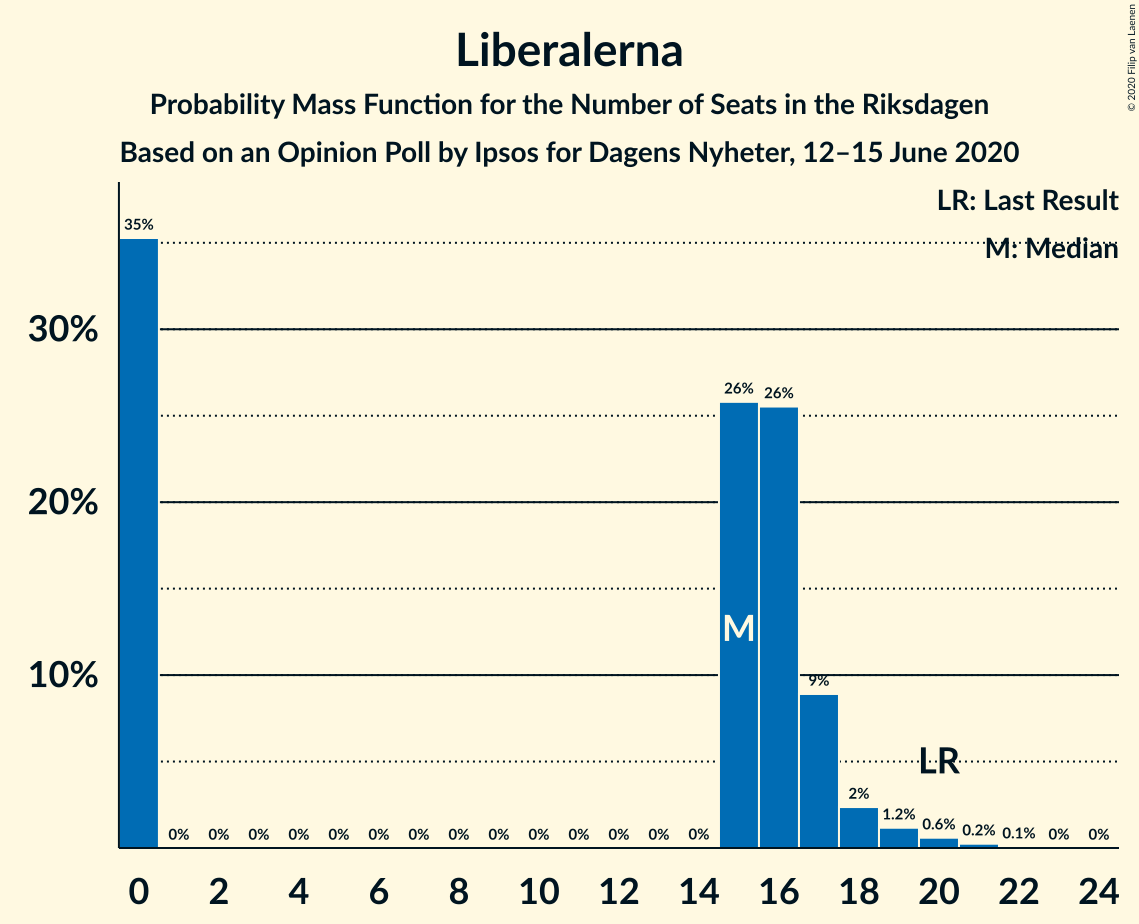 Liberalerna
Probability Mass Function for the Number of Seats in the Riksdagen
Based on an Opinion Poll by Ipsos for Dagens Nyheter, 12–15 June 2020
© 2020 Filip van Laenen
LR: Last Result
M: Median
35%
30%
26% 26%
20%
M
10%
9%
LR
2%
1.2%
0% 0% 0% 0% 0% 0% 0% 0% 0% 0% 0% 0% 0% 0% 0.6% 0.2% 0.1% 0% 0%
0 2 4 6 8 10 12 14 16 18 20 22 24